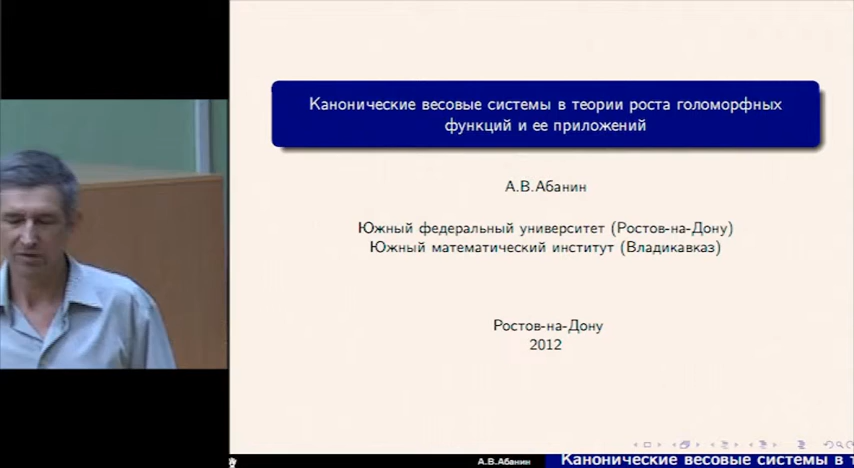 Канонические весовые системы в теории роста голоморфных
функций и ее приложений
А.В.Абанин
Южный федеральный университет (Ростов-на-Дону)
Южный математический институт (Владикавказ)
Ростов-на-Дону
2012
А.В.Абанин
Канонические весовые системы в т